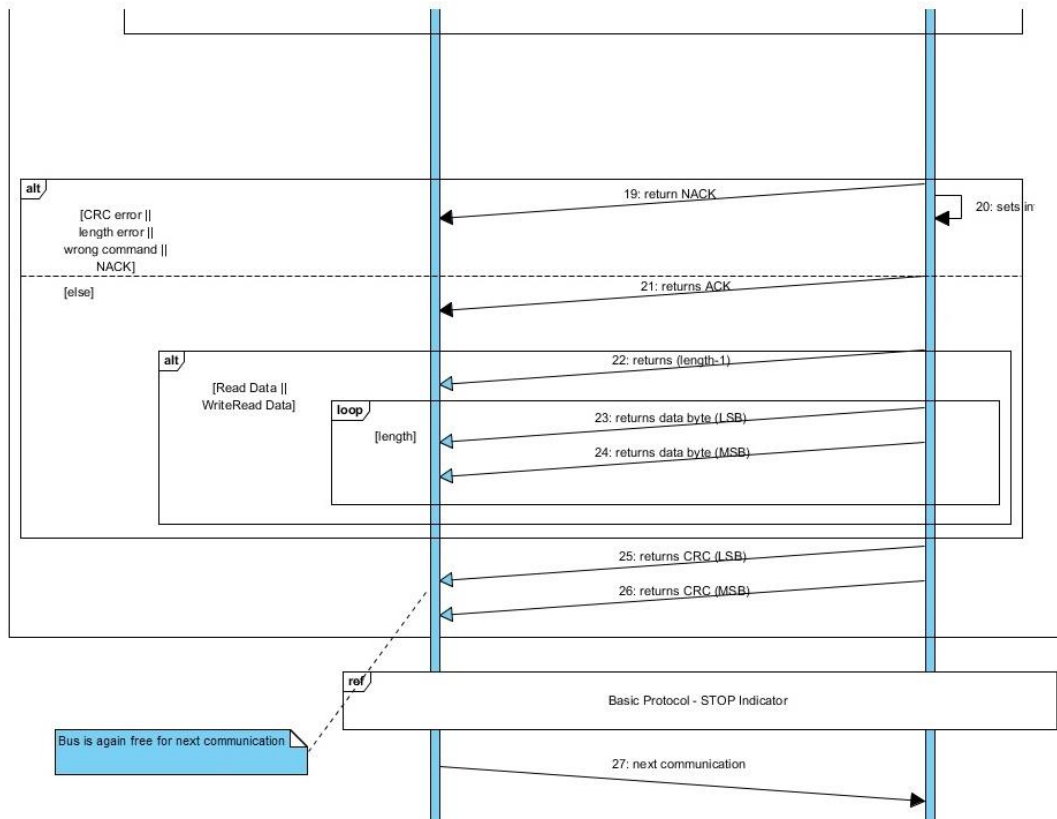 alt
[CRC error ||
length error ||
wrong command ||
NACK]
19: return NACK
20: sets
[else]
21: returns ACK
alt
[Read Data ||
WriteRead Data]
22: returns (length-1)
loop
[length]
23: returns data byte (LSB)
24: returns data byte (MSB)
25: returns CRC (LSB)
26: returns CRC (MSB)
ref
Basic Protocol - STOP Indicator
Bus is again free for next communication
27: next communication